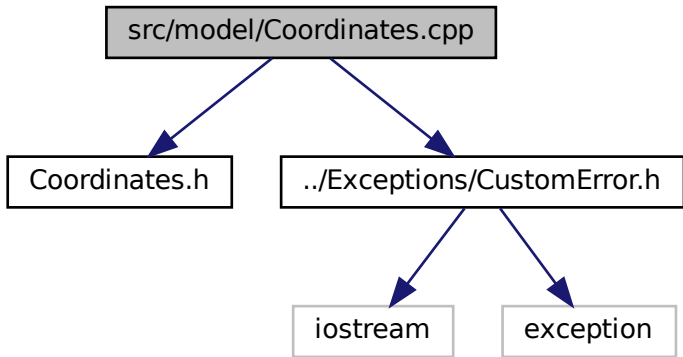 src/model/Coordinates.cpp
Coordinates.h
../Exceptions/CustomError.h
iostream
exception